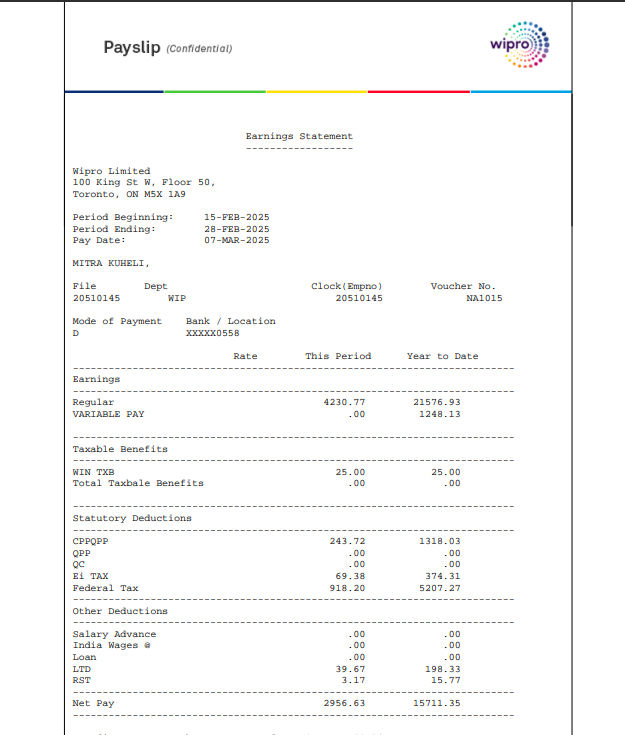 Payslip (Confidential)
wipro
Earnings Statement
------------------
Wipro Limited
100 King St W, Floor 50,
Toronto, ON M5X 1A9
Period Beginning: 15-FEB-2025
Period Ending: 28-FEB-2025
Pay Date: 07-MAR-2025
MITRA KUHELI,
File Dept Clock(Empno) Voucher No.
20510145 WIP 20510145 NA1015
Mode of Payment Bank / Location
D XXXXX0558
Rate This Period Year to Date
Earnings
Regular 4230.77 21576.93
VARIABLE PAY .00 1248.13
Taxable Benefits
WIN TXB 25.00 25.00
Total Taxbale Benefits .00 .00
Statutory Deductions
CPPQPP 243.72 1318.03
QPP .00 .00
QC .00 .00
Ei TAX 69.38 374.31
Federal Tax 918.20 5207.27
Other Deductions
Salary Advance .00 .00
India Wages @ .00 .00
Loan .00 .00
LTD 39.67 198.33
RST 3.17 15.77
Net Pay 2956.63 15711.35